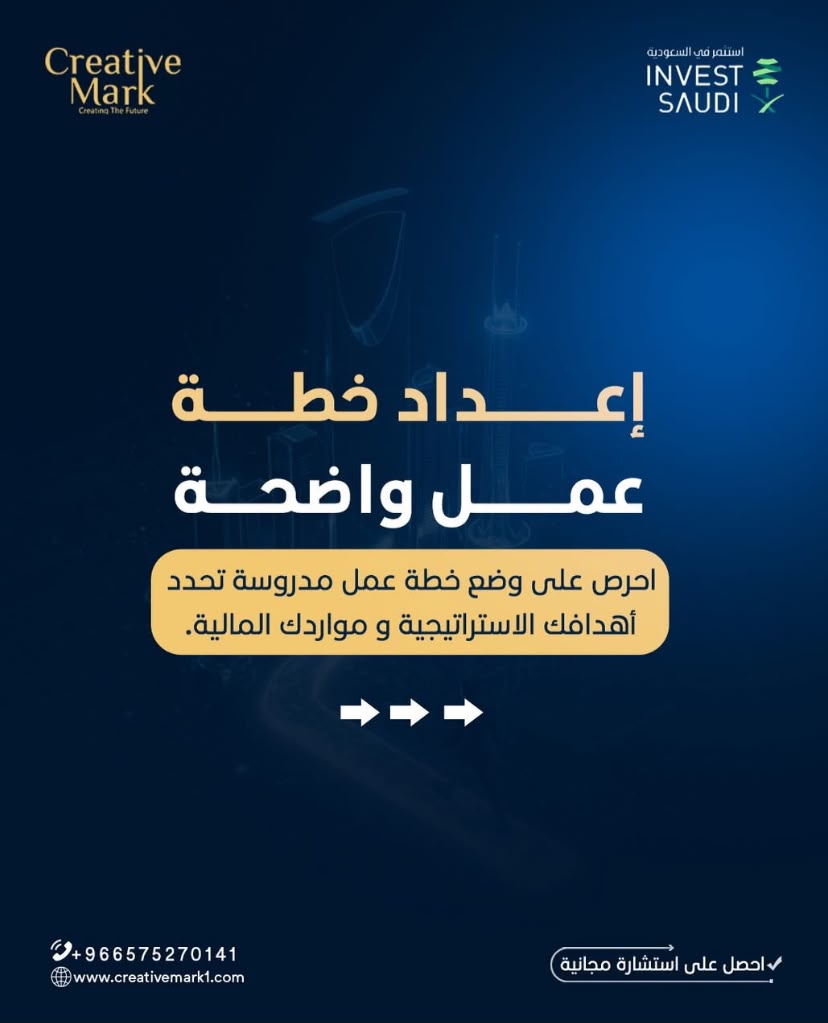 Creative
Mark
Creating The Future
استثمر في السعودية
INVEST
SAUDI
إعداد خطة
عمل واضحة
احرص على وضع خطة عمل مدروسة تحدد
أهدافك الاستراتيجية و مواردك المالية.
+966575270141
www.creativemark1.com
احصل على استشارة مجانية